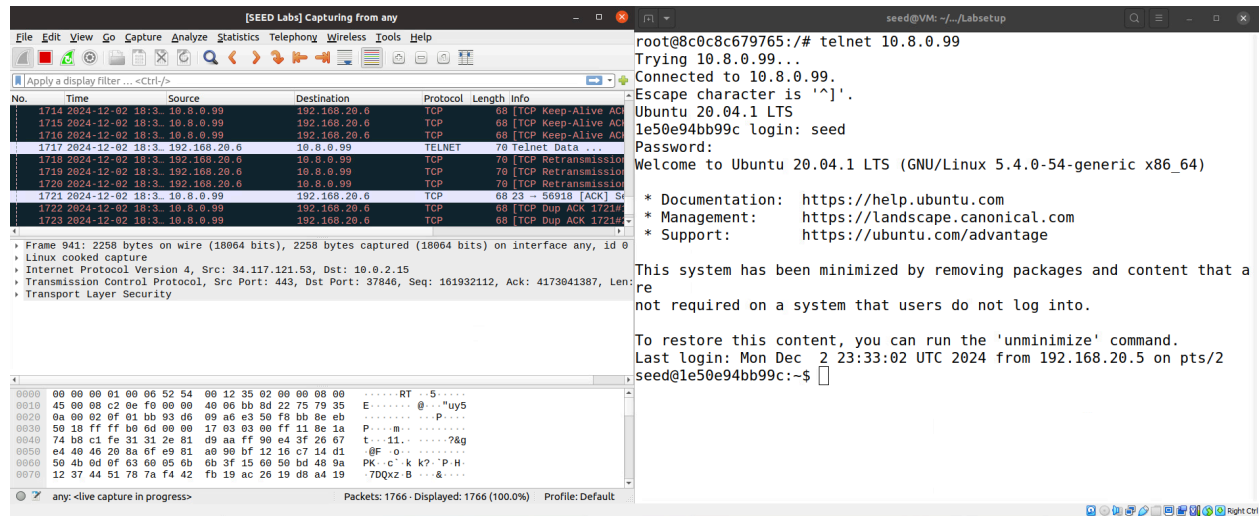 [SEED Labs] Capturing from any
File Edit View Go Capture Analyze Statistics Telephony Wireless Tools Help
Apply a display filter … <Ctrl-/>
No. Time Source Destination Protocol Length Info
1714 2024-12-02 18:3… 10.8.0.99 192.168.20.6 TCP 68 [TCP Keep-Alive ACK
1715 2024-12-02 18:3… 10.8.0.99 192.168.20.6 TCP 68 [TCP Keep-Alive ACK
1716 2024-12-02 18:3… 10.8.0.99 192.168.20.6 TCP 68 [TCP Keep-Alive ACK
1717 2024-12-02 18:3… 192.168.20.6 10.8.0.99 TELNET 70 Telnet Data ...
1718 2024-12-02 18:3… 192.168.20.6 10.8.0.99 TCP 70 [TCP Retransmission
1719 2024-12-02 18:3… 192.168.20.6 10.8.0.99 TCP 70 [TCP Retransmission
1720 2024-12-02 18:3… 192.168.20.6 10.8.0.99 TCP 70 [TCP Retransmission
1721 2024-12-02 18:3… 10.8.0.99 192.168.20.6 TCP 68 23 → 56918 [ACK] Se
1722 2024-12-02 18:3… 10.8.0.99 192.168.20.6 TCP 68 [TCP Dup ACK 1721#
1723 2024-12-02 18:3… 10.8.0.99 192.168.20.6 TCP 68 [TCP Dup ACK 1721#
Frame 941: 2258 bytes on wire (18064 bits), 2258 bytes captured (18064 bits) on interface any, id 0
Linux cooked capture
Internet Protocol Version 4, Src: 34.117.121.53, Dst: 10.0.2.15
Transmission Control Protocol, Src Port: 443, Dst Port: 37846, Seq: 161932112, Ack: 4173041387, Len:
Transport Layer Security
0000 00 00 00 01 00 06 52 54 00 12 35 02 00 00 08 00 ······RT ··5·····
0010 45 00 08 c2 0e f0 00 00 40 06 bb 8d 22 75 79 35 E······· @···"uy5
0020 0a 00 02 0f 01 bb 93 d6 09 a6 e3 50 f8 bb 8e eb ········ ···P····
0030 50 18 ff ff b0 6d 00 00 17 03 03 00 ff 11 8e 1a P····m·· ········
0040 74 b8 c1 fe 31 31 2e 81 d9 aa ff 90 e4 3f 26 67 t···11.· ·····?&g
0050 e4 40 46 20 8a 6f e9 81 a0 90 bf 12 16 c7 14 d1 ·@F ·o·· ········
0060 50 4b 0d 0f 63 60 05 6b 6b 3f 15 60 50 bd 48 9a PK··c`·k k?·`P·H·
0070 12 37 44 51 78 7a f4 42 fb 19 ac 26 19 d8 a4 19 ·7DQxz·B ···&····
any: <live capture in progress> Packets: 1766 · Displayed: 1766 (100.0%) Profile: Default
seed@VM: ~/.../Labsetup
root@8c0c8c679765:/# telnet 10.8.0.99
Trying 10.8.0.99...
Connected to 10.8.0.99.
Escape character is '^]'.
Ubuntu 20.04.1 LTS
1e50e94bb99c login: seed
Password:
Welcome to Ubuntu 20.04.1 LTS (GNU/Linux 5.4.0-54-generic x86_64)
* Documentation: https://help.ubuntu.com
* Management: https://landscape.canonical.com
* Support: https://ubuntu.com/advantage
This system has been minimized by removing packages and content that a
re
not required on a system that users do not log into.
To restore this content, you can run the 'unminimize' command.
Last login: Mon Dec  2 23:33:02 UTC 2024 from 192.168.20.5 on pts/2
seed@1e50e94bb99c:~$
Right Ctrl